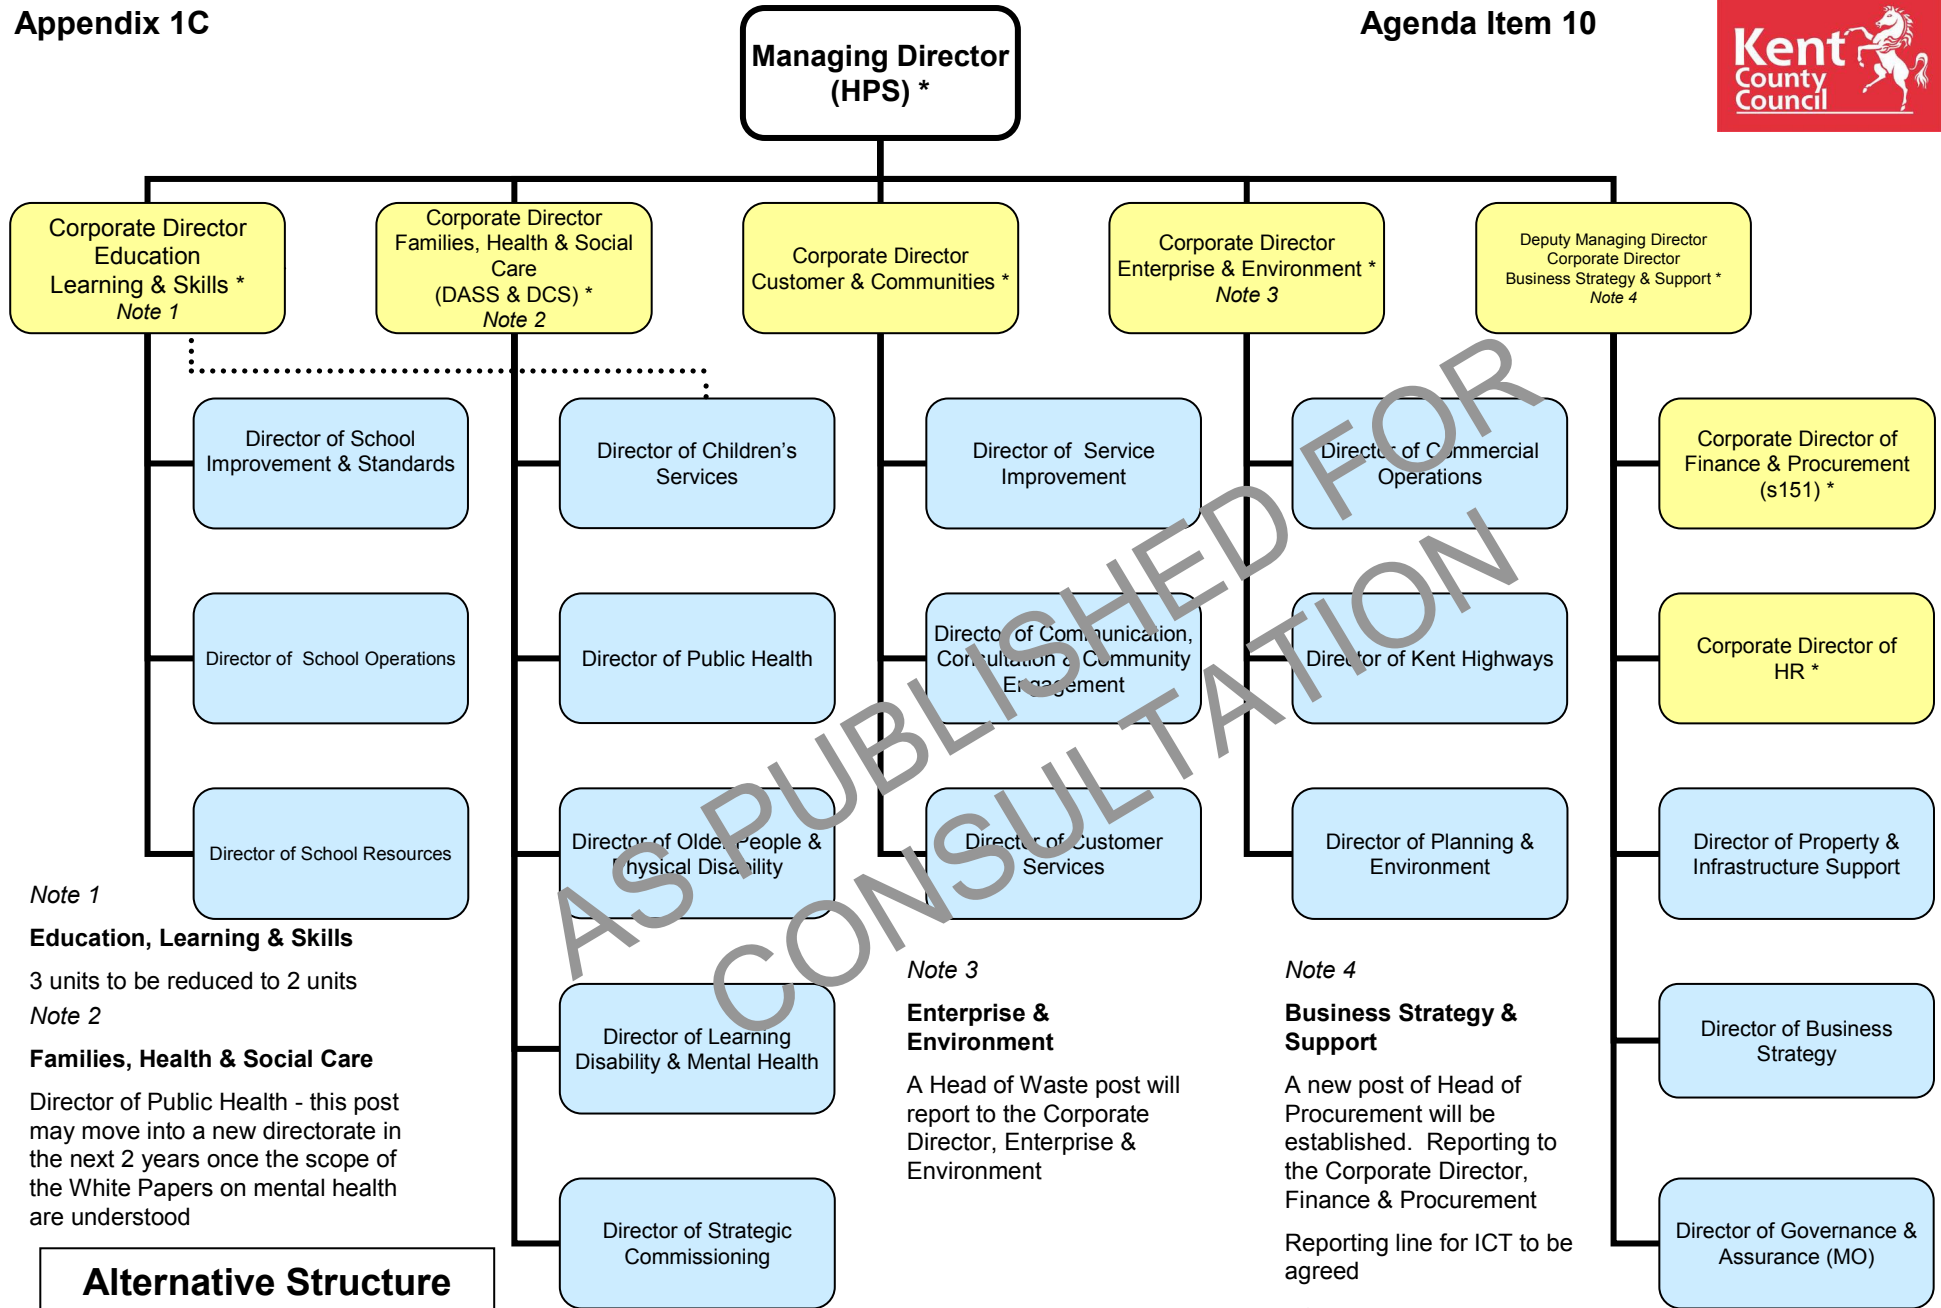 Appendix 1C
Agenda Item 10
Kent
County
Council
Managing Director
(HPS) *
Corporate Director
Education
Learning & Skills *
Note 1
Corporate Director
Families, Health & Social
Care
(DASS & DCS) *
Note 2
Corporate Director
Customer & Communities *
Corporate Director
Enterprise & Environment *
Note 3
Deputy Managing Director
Corporate Director
Business Strategy & Support *
Note 4
Director of School
Improvement & Standards
Director of Children's
Services
Director of Service
Improvement
Director of Commercial
Operations
Corporate Director of
Finance & Procurement
(s151) *
Director of School Operations
Director of Public Health
Director of Communication,
Consultation & Community
Engagement
Director of Kent Highways
Corporate Director of
HR *
Director of School Resources
Director of Older People &
Physical Disability
Director of Customer
Services
Director of Planning &
Environment
Director of Property &
Infrastructure Support
Director of Learning
Disability & Mental Health
Director of Business
Strategy
Director of Strategic
Commissioning
Director of Governance &
Assurance (MO)
Note 1
Education, Learning & Skills
3 units to be reduced to 2 units
Note 2
Families, Health & Social Care
Director of Public Health - this post
may move into a new directorate in
the next 2 years once the scope of
the White Papers on mental health
are understood
Note 3
Enterprise &
Environment
A Head of Waste post will
report to the Corporate
Director, Enterprise &
Environment
Note 4
Business Strategy &
Support
A new post of Head of
Procurement will be
established. Reporting to
the Corporate Director,
Finance & Procurement
Reporting line for ICT to be
agreed
Alternative Structure
AS PUBLISHED FOR
CONSULTATION